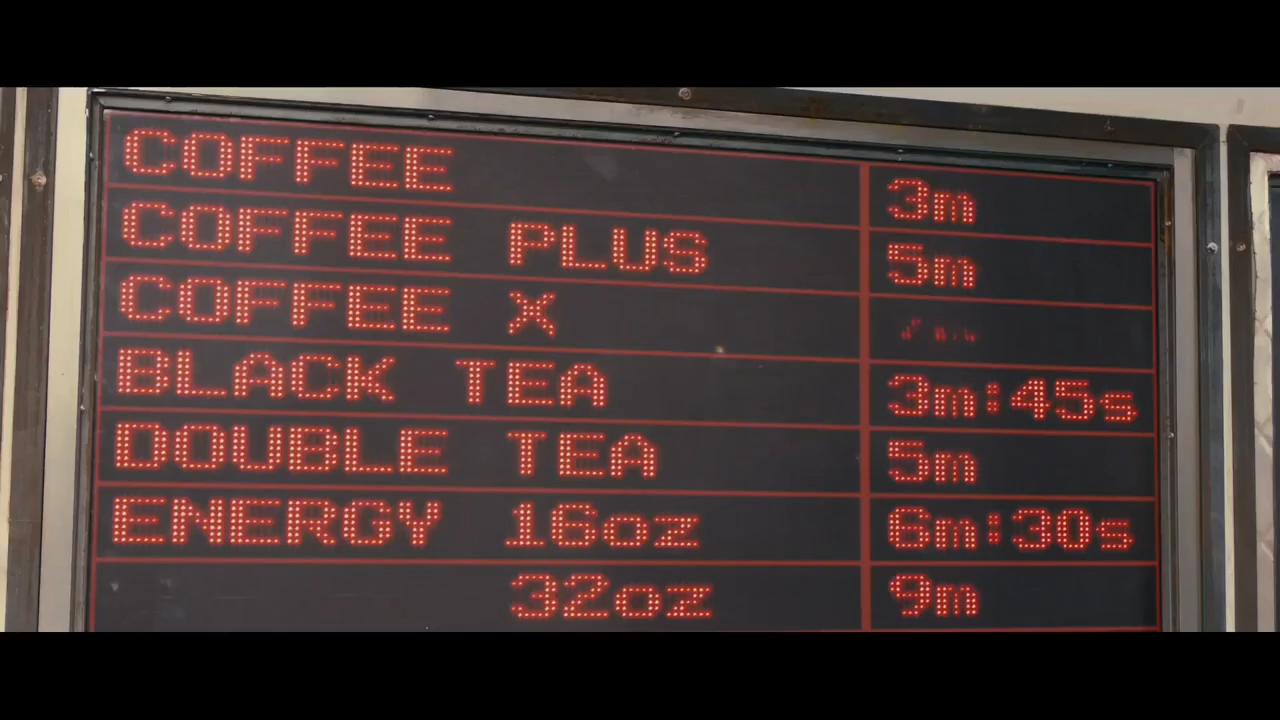 COFFEE 3m
COFFEE PLUS 5m
COFFEE X
BLACK TEA 3m:45s
DOUBLE TEA 5m
ENERGY 16oz 6m:30s
32oz 9m